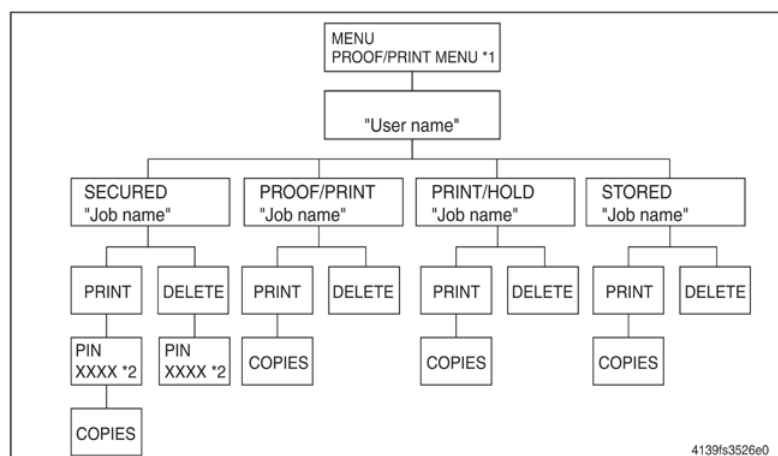 MENU
PROOF/PRINT MENU *1
"User name"
SECURED
"Job name"
PROOF/PRINT
"Job name"
PRINT/HOLD
"Job name"
STORED
"Job name"
PRINT
DELETE
PRINT
DELETE
PRINT
DELETE
PRINT
DELETE
PIN
XXXX *2
PIN
XXXX *2
COPIES
COPIES
COPIES
COPIES
4139fs3526e0